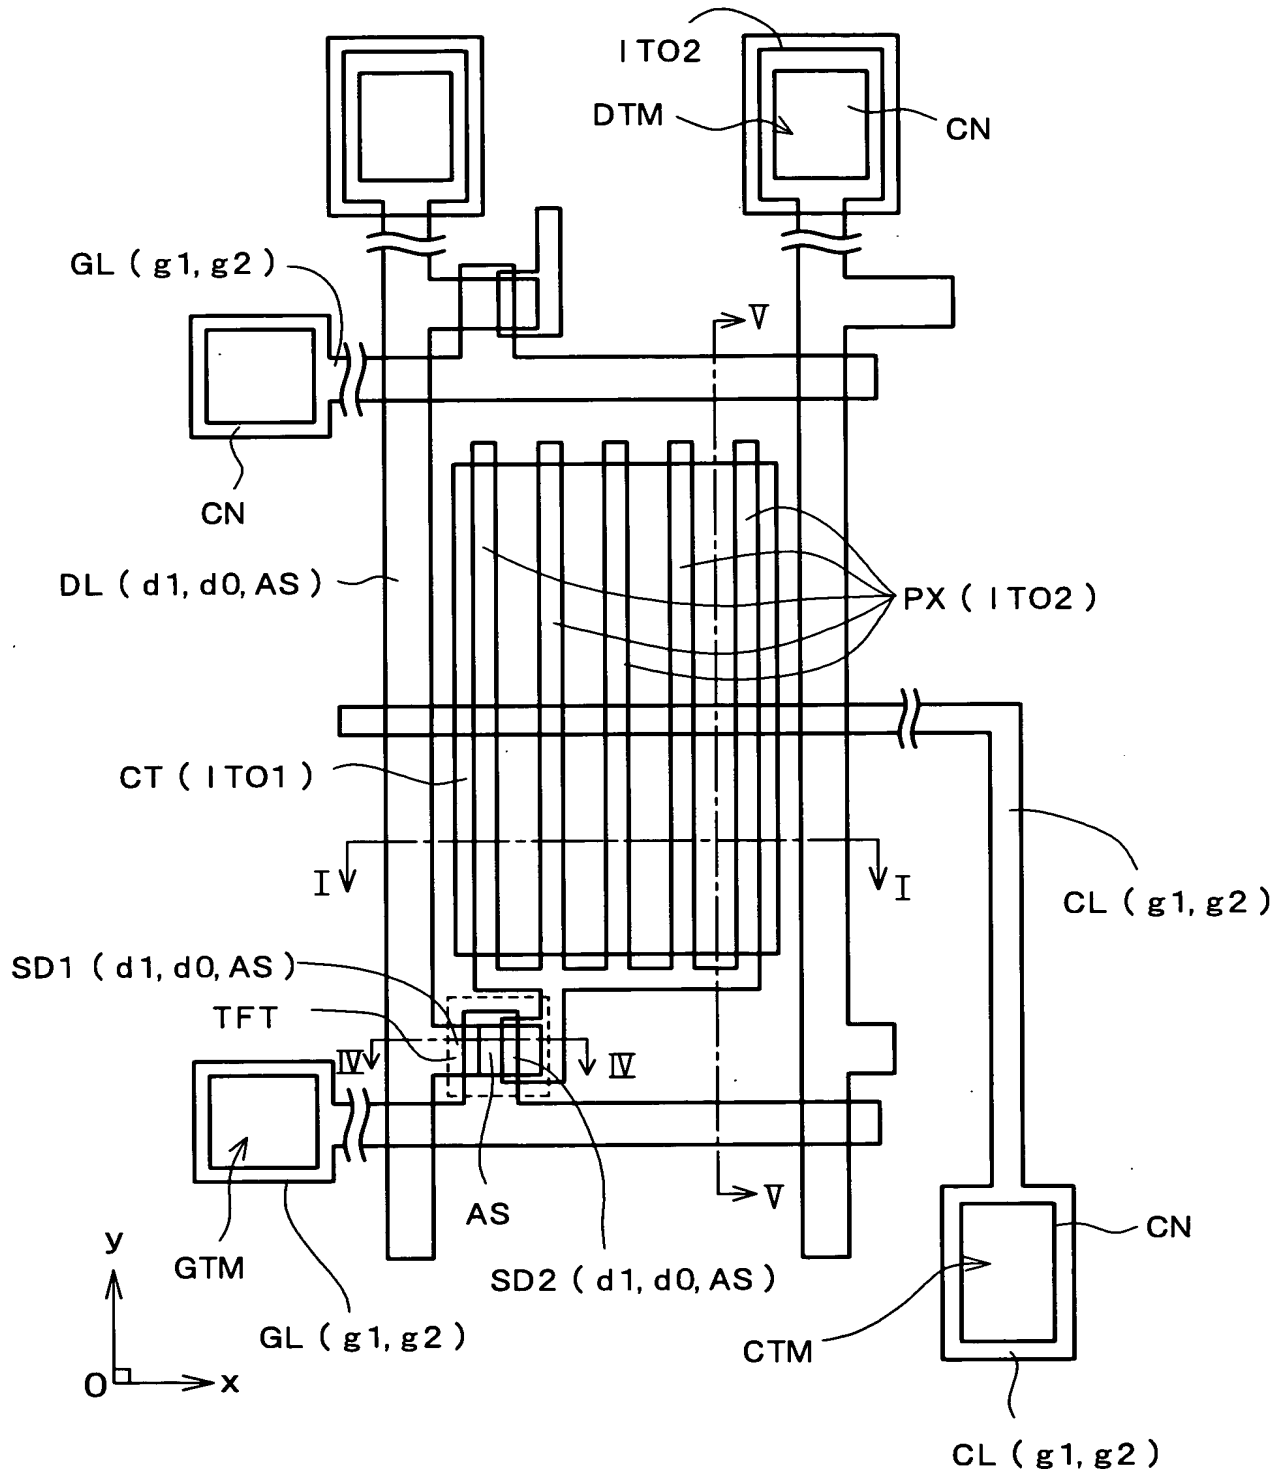 ITO2
DTM
CN
GL(g1,g2)
V
CN
DL(d1,d0,AS)
PX(ITO2)
CT(ITO1)
I
I
CL(g1,g2)
SD1(d1,d0,AS)
TFT
IV
IV
V
AS
CN
y
GTM
SD2(d1,d0,AS)
GL(g1,g2)
CTM
O
x
CL(g1,g2)